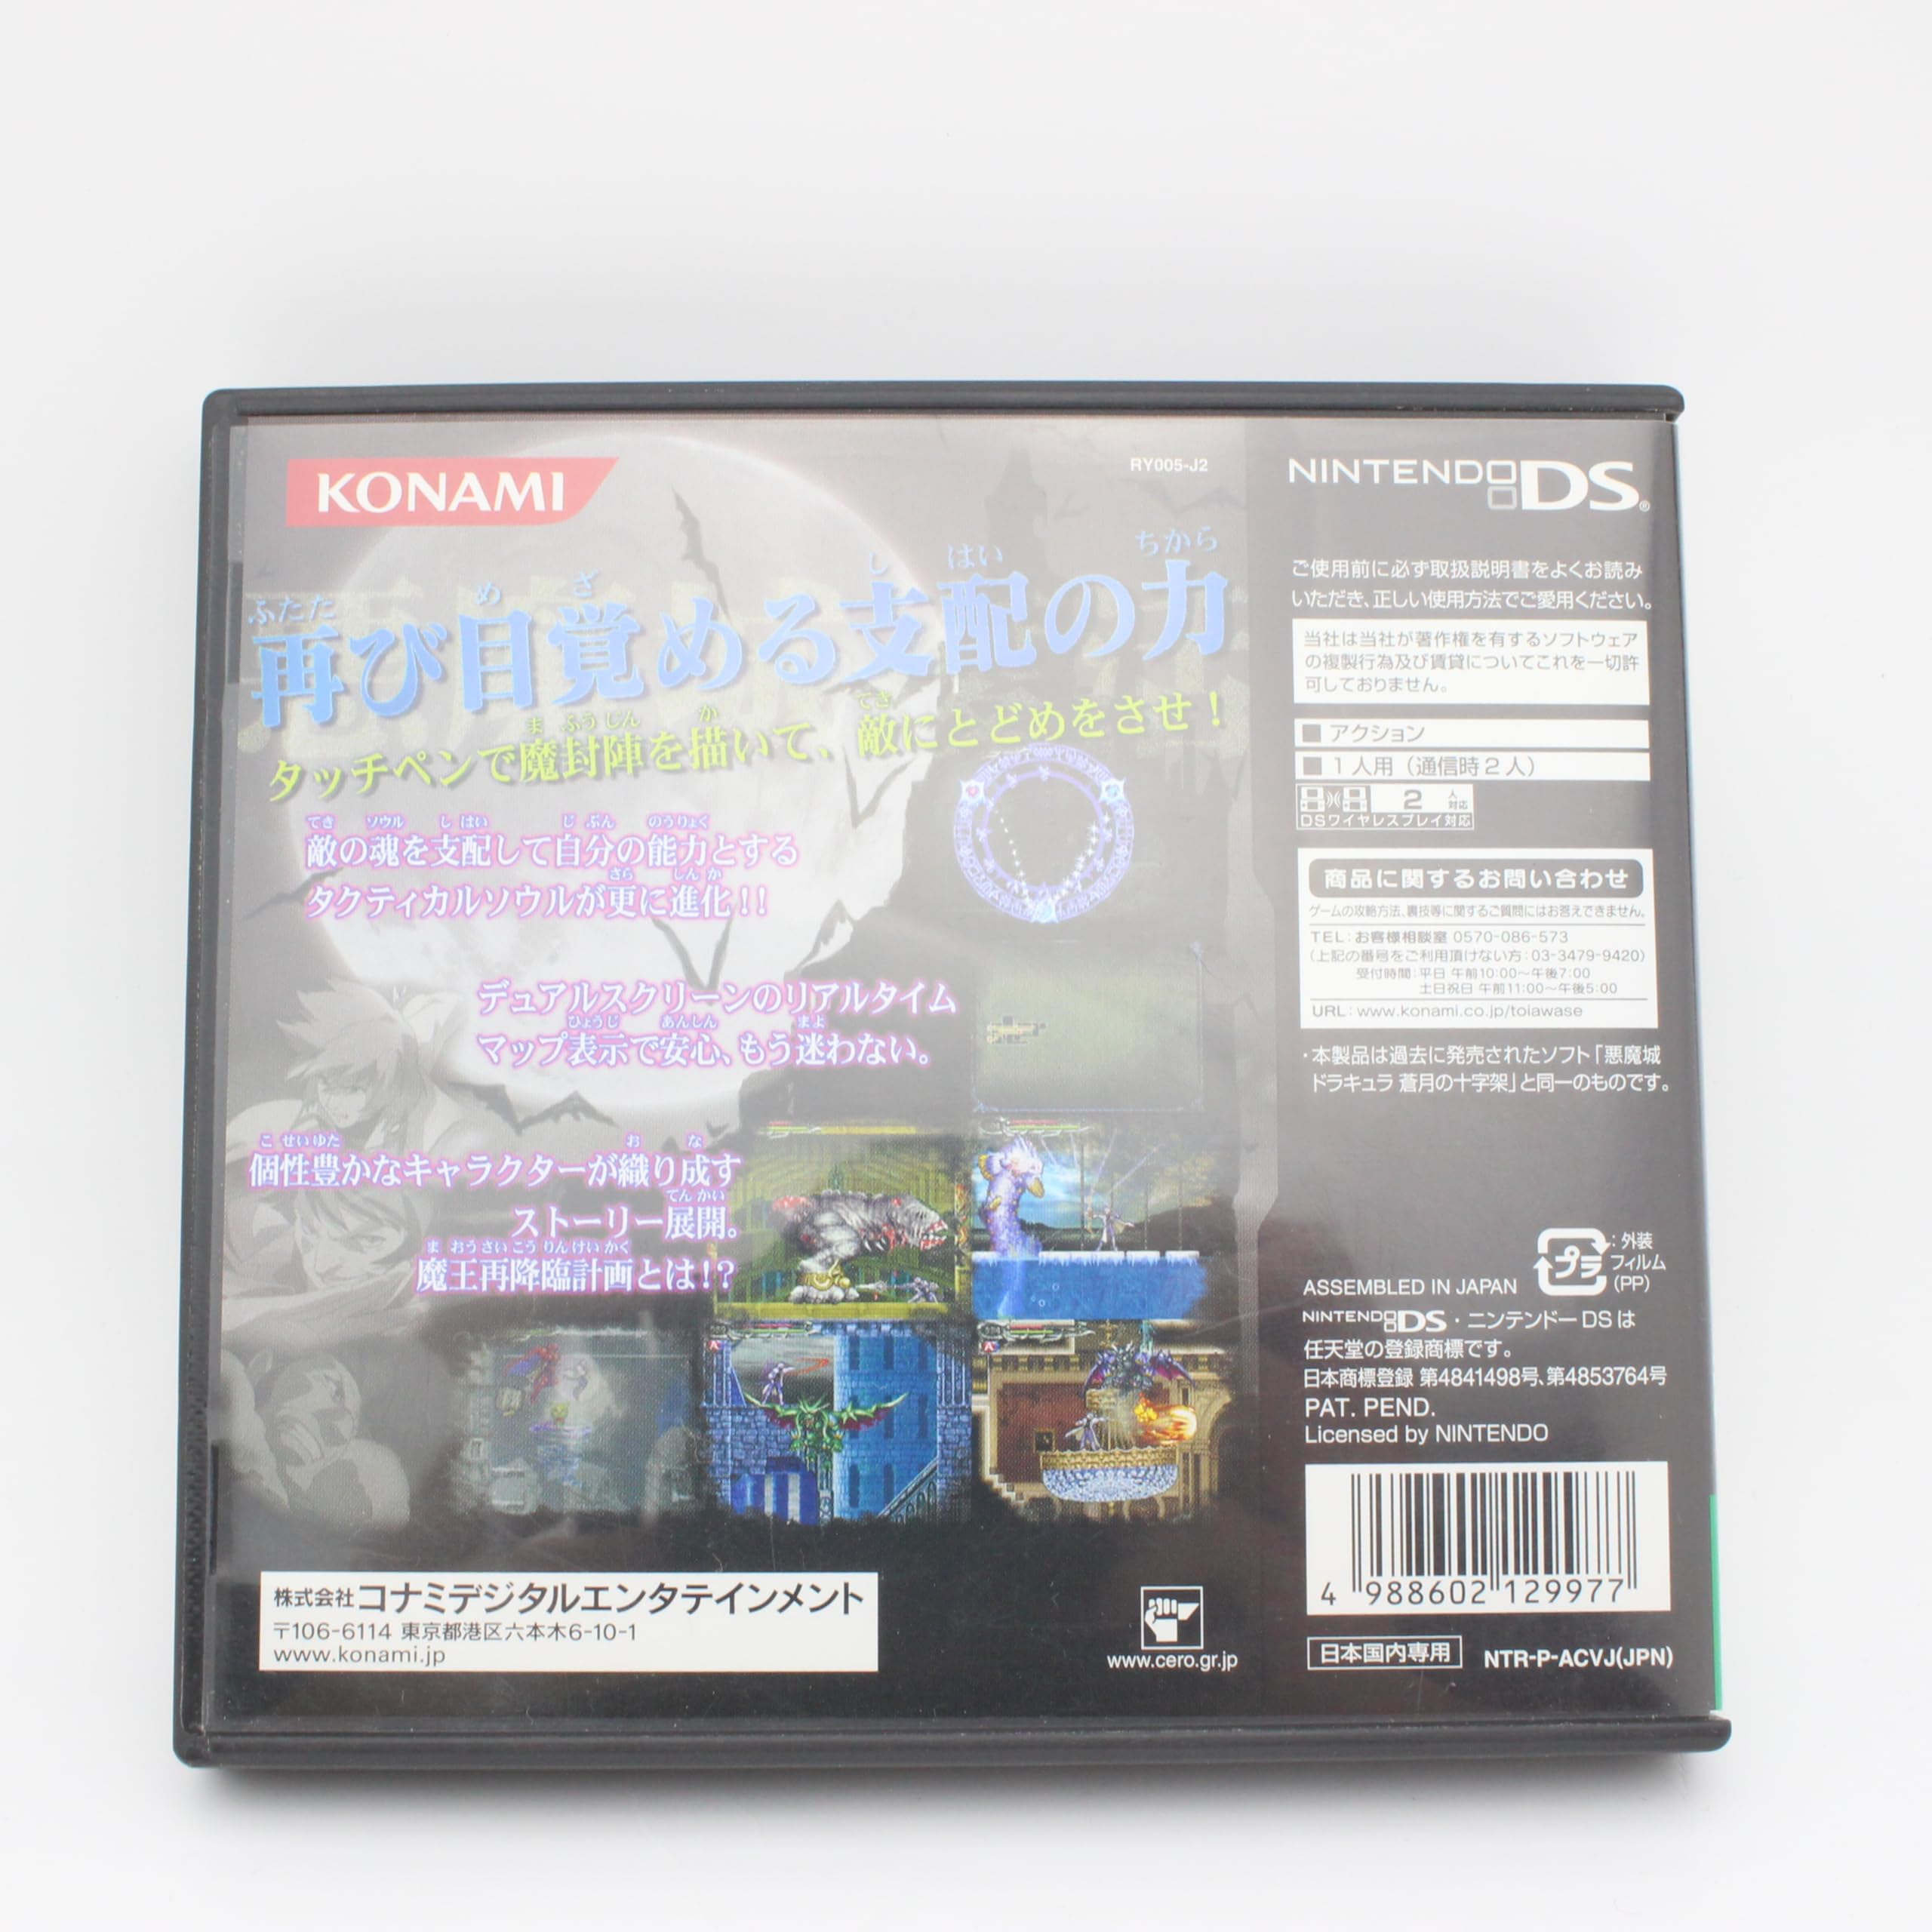 KONAMI
RY005-J2
再び目覚める支配の力
タッチペンで魔封陣を描いて、敵にとどめをさせ!
敵の魂を支配して自分の能力とする
タクティカルソウルが更に進化!!
デュアルスクリーンのリアルタイム
マップ表示で安心、もう迷わない。
個性豊かなキャラクターが織り成す
ストーリー展開。
魔王再降臨計画とは!?
株式会社コナミデジタルエンタテインメント
〒106-6114 東京都港区六本木6-10-1
www.konami.jp
www.cero.gr.jp
NINTENDO DS®
ご使用前に必ず取扱説明書をよくお読み
いただき、正しい使用方法でご愛用ください。
当社は当社が著作権を有するソフトウェア
の複製行為及び賃貸についてこれを一切許
可しておりません。
■ アクション
■ 1人用（通信時2人）
2人対応
DSワイヤレスプレイ対応
商品に関するお問い合わせ
ゲームの攻略方法、裏技等に関するご質問にはお答えできません。
TEL：お客様相談室 0570-086-573
（上記の番号をご利用頂けない方：03-3479-9420）
受付時間：平日 午前10:00〜午後7:00
土日祝日 午前11:00〜午後5:00
URL：www.konami.co.jp/toiawase
・本製品は過去に発売されたソフト「悪魔城
ドラキュラ 蒼月の十字架」と同一のものです。
プラ
：外装
フィルム
(PP)
ASSEMBLED IN JAPAN
NINTENDO DS・ニンテンドーDSは
任天堂の登録商標です。
日本商標登録 第4841498号、第4853764号
PAT. PEND.
Licensed by NINTENDO
4 988602 129977
日本国内専用
NTR-P-ACVJ(JPN)